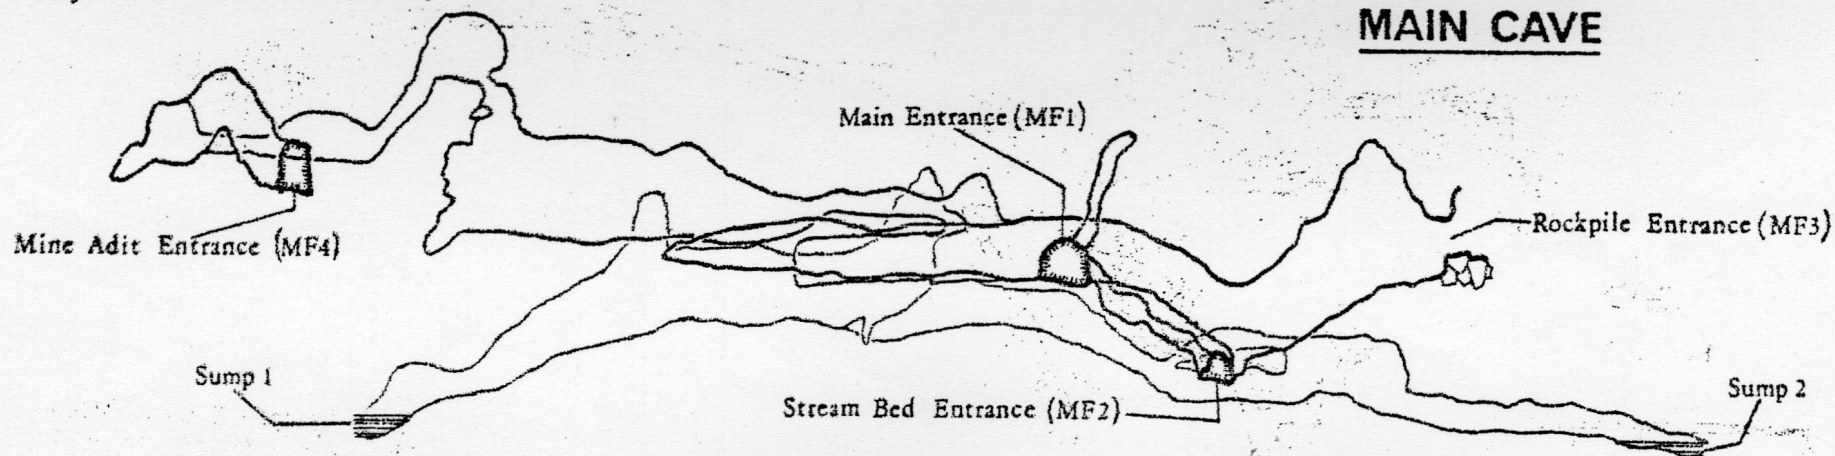 MAIN CAVE
Main Entrance (MF1)
Mine Adit Entrance (MF4)
Rockpile Entrance (MF3)
Sump 1
Stream Bed Entrance (MF2)
Sump 2